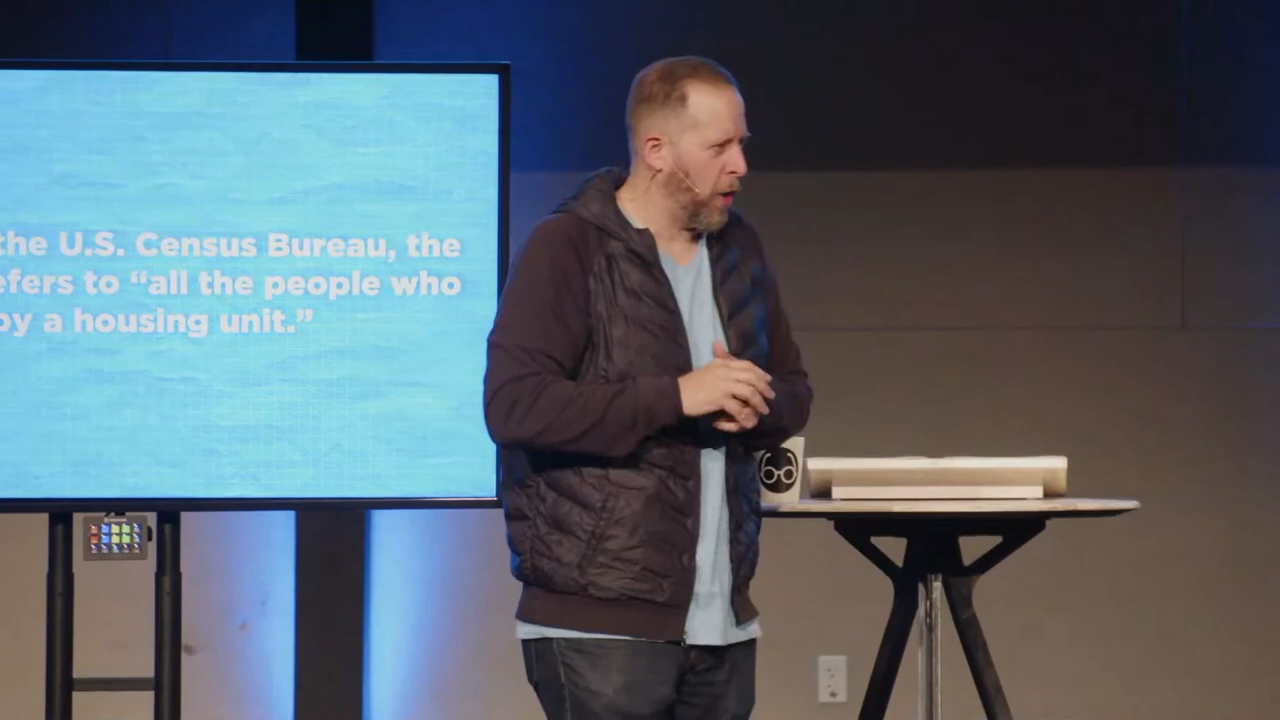 the U.S. Census Bureau, the
efers to “all the people who
by a housing unit.”